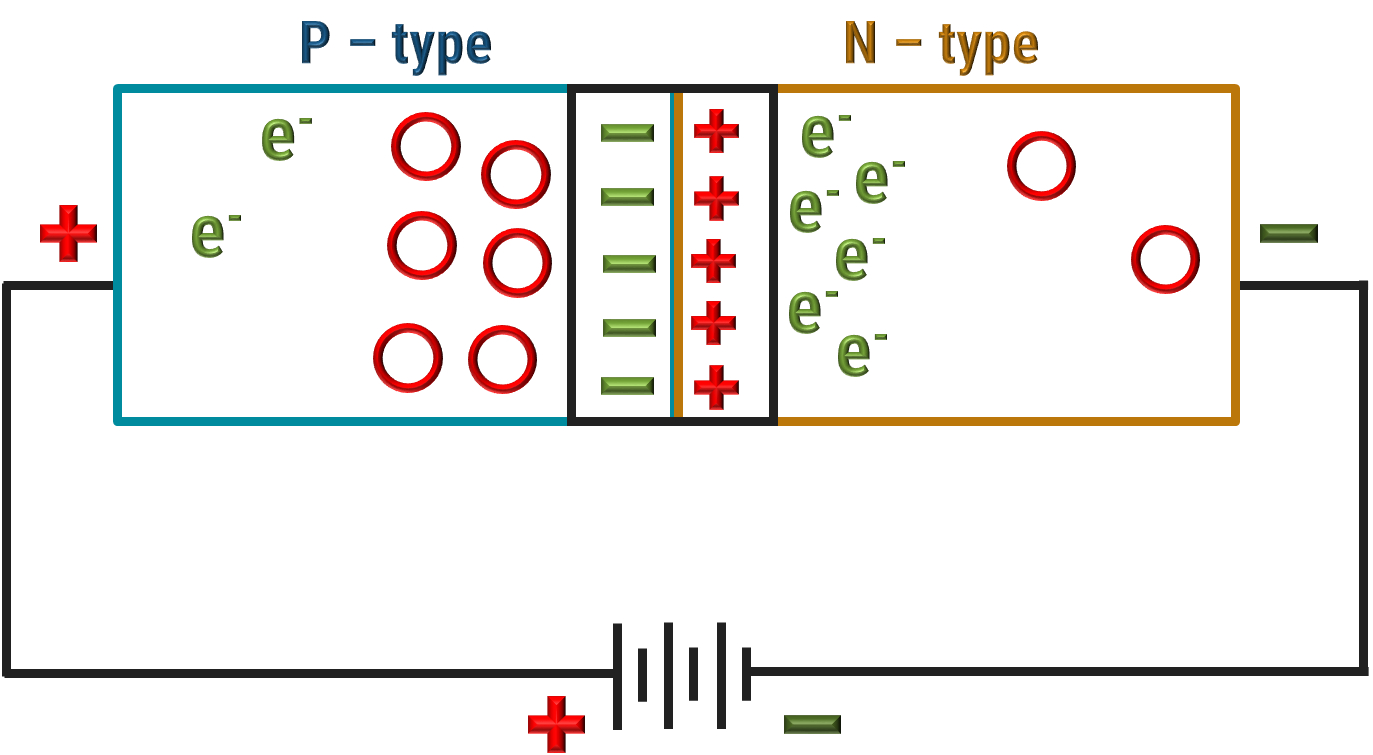 P – type
N – type
e-
e-
e-
e-
e-
e-
e-
e-
+
−
+
−